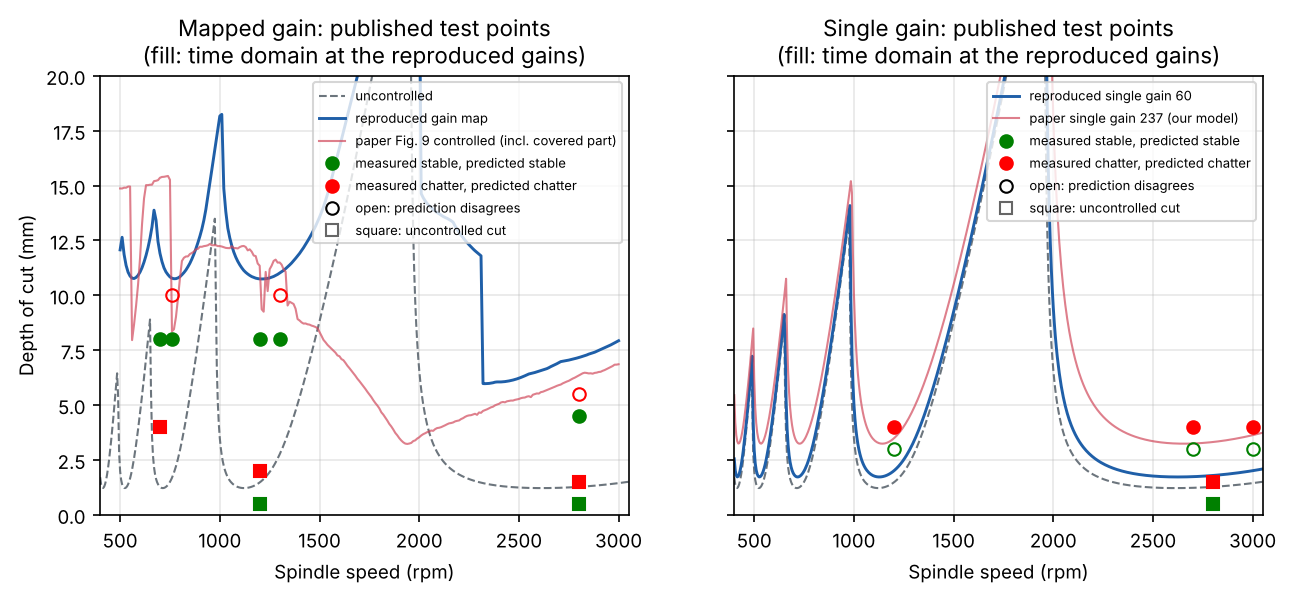 Mapped gain: published test points
(fill: time domain at the reproduced gains)
Depth of cut (mm)
20.0
17.5
15.0
12.5
10.0
7.5
5.0
2.5
0.0
uncontrolled
reproduced gain map
paper Fig. 9 controlled (incl. covered part)
measured stable, predicted stable
measured chatter, predicted chatter
open: prediction disagrees
square: uncontrolled cut
500
1000
1500
2000
2500
3000
Spindle speed (rpm)
Single gain: published test points
(fill: time domain at the reproduced gains)
reproduced single gain 60
paper single gain 237 (our model)
measured stable, predicted stable
measured chatter, predicted chatter
open: prediction disagrees
square: uncontrolled cut
500
1000
1500
2000
2500
3000
Spindle speed (rpm)